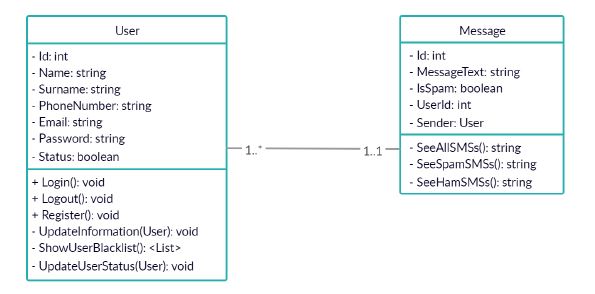 User
- Id: int
- Name: string
- Surname: string
- PhoneNumber: string
- Email: string
- Password: string
- Status: boolean
+ Login(): void
+ Logout(): void
+ Register(): void
- UpdateInformation(User): void
- ShowUserBlacklist(): <List>
- UpdateUserStatus(User): void
1..*
1..1
Message
- Id: int
- MessageText: string
- IsSpam: boolean
- UserId: int
- Sender: User
- SeeAllSMSs(): string
- SeeSpamSMSs(): string
- SeeHamSMSs(): string